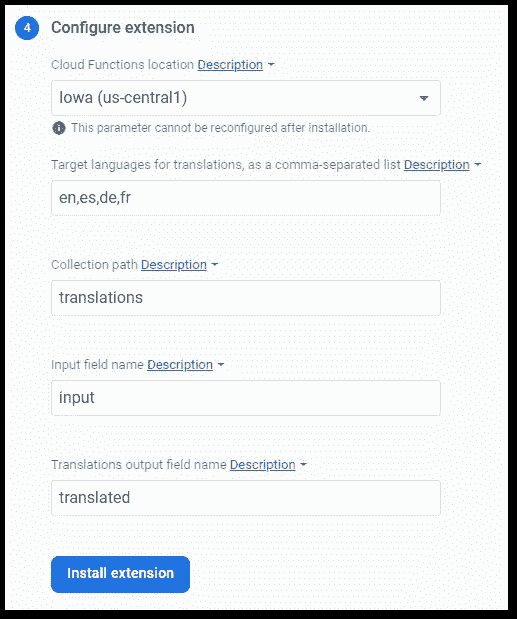 4 Configure extension
Cloud Functions location Description
Iowa (us-central1)
This parameter cannot be reconfigured after installation.
Target languages for translations, as a comma-separated list Description
en,es,de,fr
Collection path Description
translations
Input field name Description
input
Translations output field name Description
translated
Install extension